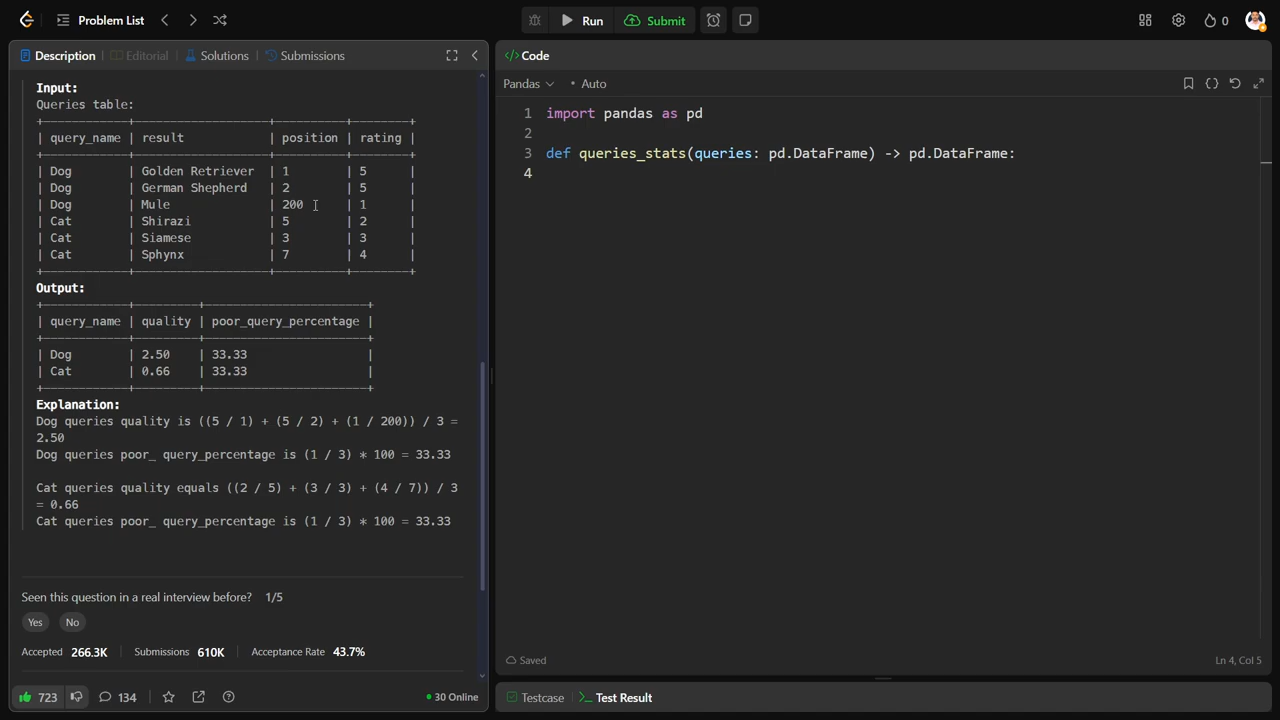 Problem List
Run
Submit
0
Description
Editorial
Solutions
Submissions
Input:
Queries table:
+------------+-------------------+----------+--------+
| query_name | result            | position | rating |
+------------+-------------------+----------+--------+
| Dog        | Golden Retriever  | 1        | 5      |
| Dog        | German Shepherd   | 2        | 5      |
| Dog        | Mule              | 200      | 1      |
| Cat        | Shirazi           | 5        | 2      |
| Cat        | Siamese           | 3        | 3      |
| Cat        | Sphynx            | 7        | 4      |
+------------+-------------------+----------+--------+
Output:
+------------+---------+-----------------------+
| query_name | quality | poor_query_percentage |
+------------+---------+-----------------------+
| Dog        | 2.50    | 33.33                 |
| Cat        | 0.66    | 33.33                 |
+------------+---------+-----------------------+
Explanation:
Dog queries quality is ((5 / 1) + (5 / 2) + (1 / 200)) / 3 =
2.50
Dog queries poor_ query_percentage is (1 / 3) * 100 = 33.33
Cat queries quality equals ((2 / 5) + (3 / 3) + (4 / 7)) / 3
= 0.66
Cat queries poor_ query_percentage is (1 / 3) * 100 = 33.33
Seen this question in a real interview before? 1/5
Yes No
Accepted 266.3K Submissions 610K Acceptance Rate 43.7%
723 134 30 Online
</> Code
Pandas • Auto
1 import pandas as pd
2
3 def queries_stats(queries: pd.DataFrame) -> pd.DataFrame:
4
Saved
Ln 4, Col 5
Testcase
Test Result